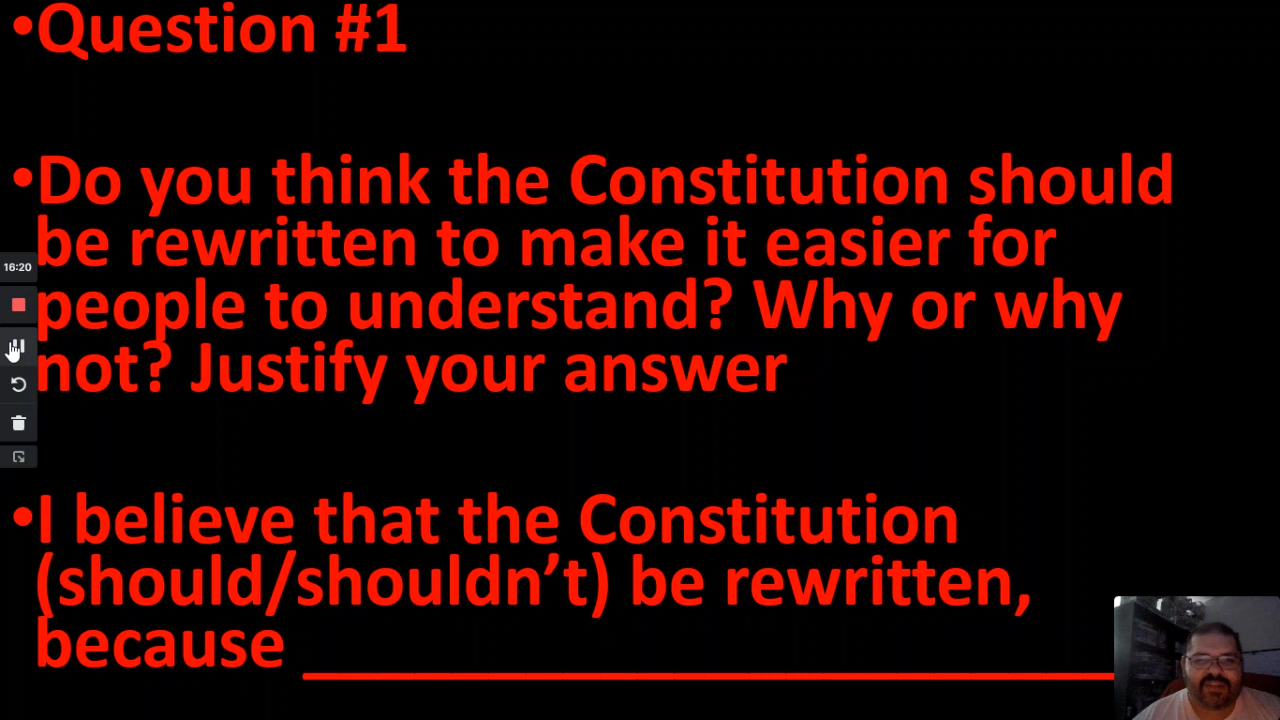 •Question #1
•Do you think the Constitution should
be rewritten to make it easier for
16:20
people to understand? Why or why
not? Justify your answer
•I believe that the Constitution
(should/shouldn’t) be rewritten,
because ___________________________